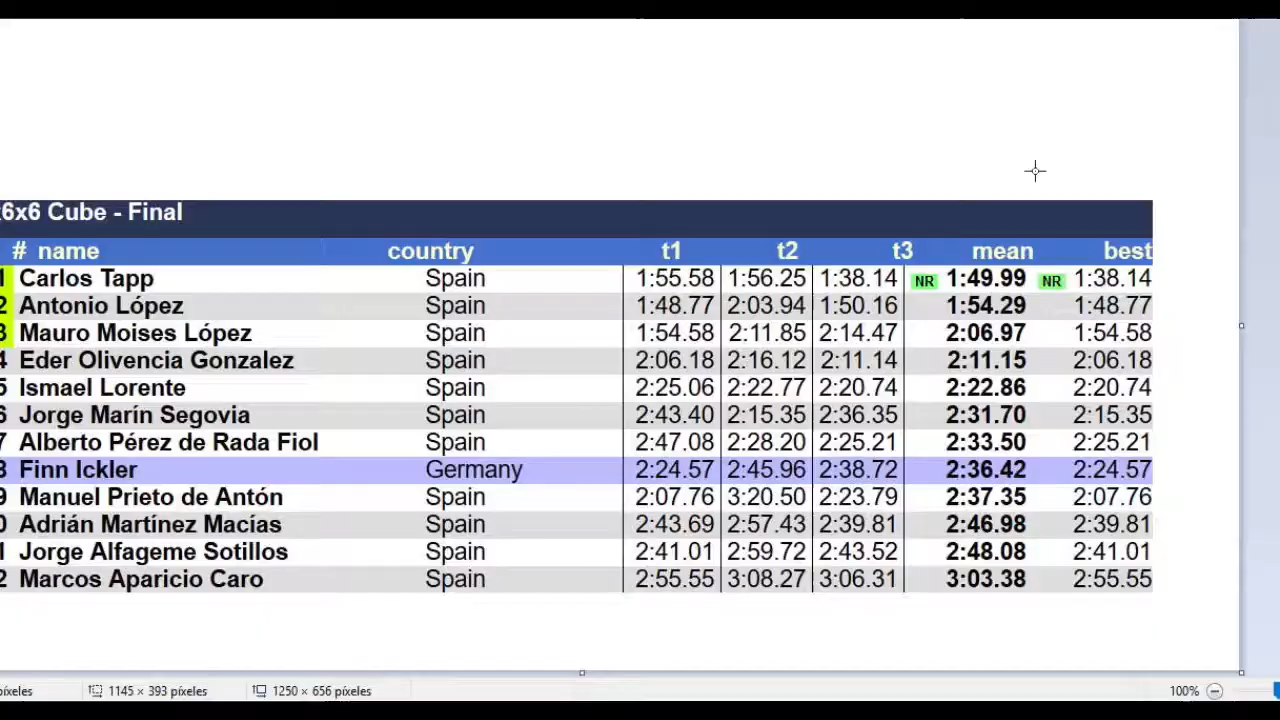 x6x6 Cube - Final
# name country t1 t2 t3 mean best
1 Carlos Tapp Spain 1:55.58 1:56.25 1:38.14 NR 1:49.99 NR 1:38.14
2 Antonio López Spain 1:48.77 2:03.94 1:50.16 1:54.29 1:48.77
3 Mauro Moises López Spain 1:54.58 2:11.85 2:14.47 2:06.97 1:54.58
4 Eder Olivencia Gonzalez Spain 2:06.18 2:16.12 2:11.14 2:11.15 2:06.18
5 Ismael Lorente Spain 2:25.06 2:22.77 2:20.74 2:22.86 2:20.74
6 Jorge Marín Segovia Spain 2:43.40 2:15.35 2:36.35 2:31.70 2:15.35
7 Alberto Pérez de Rada Fiol Spain 2:47.08 2:28.20 2:25.21 2:33.50 2:25.21
8 Finn Ickler Germany 2:24.57 2:45.96 2:38.72 2:36.42 2:24.57
9 Manuel Prieto de Antón Spain 2:07.76 3:20.50 2:23.79 2:37.35 2:07.76
0 Adrián Martínez Macías Spain 2:43.69 2:57.43 2:39.81 2:46.98 2:39.81
1 Jorge Alfageme Sotillos Spain 2:41.01 2:59.72 2:43.52 2:48.08 2:41.01
2 Marcos Aparicio Caro Spain 2:55.55 3:08.27 3:06.31 3:03.38 2:55.55
píxeles 1145 × 393 píxeles 1250 × 656 píxeles 100%